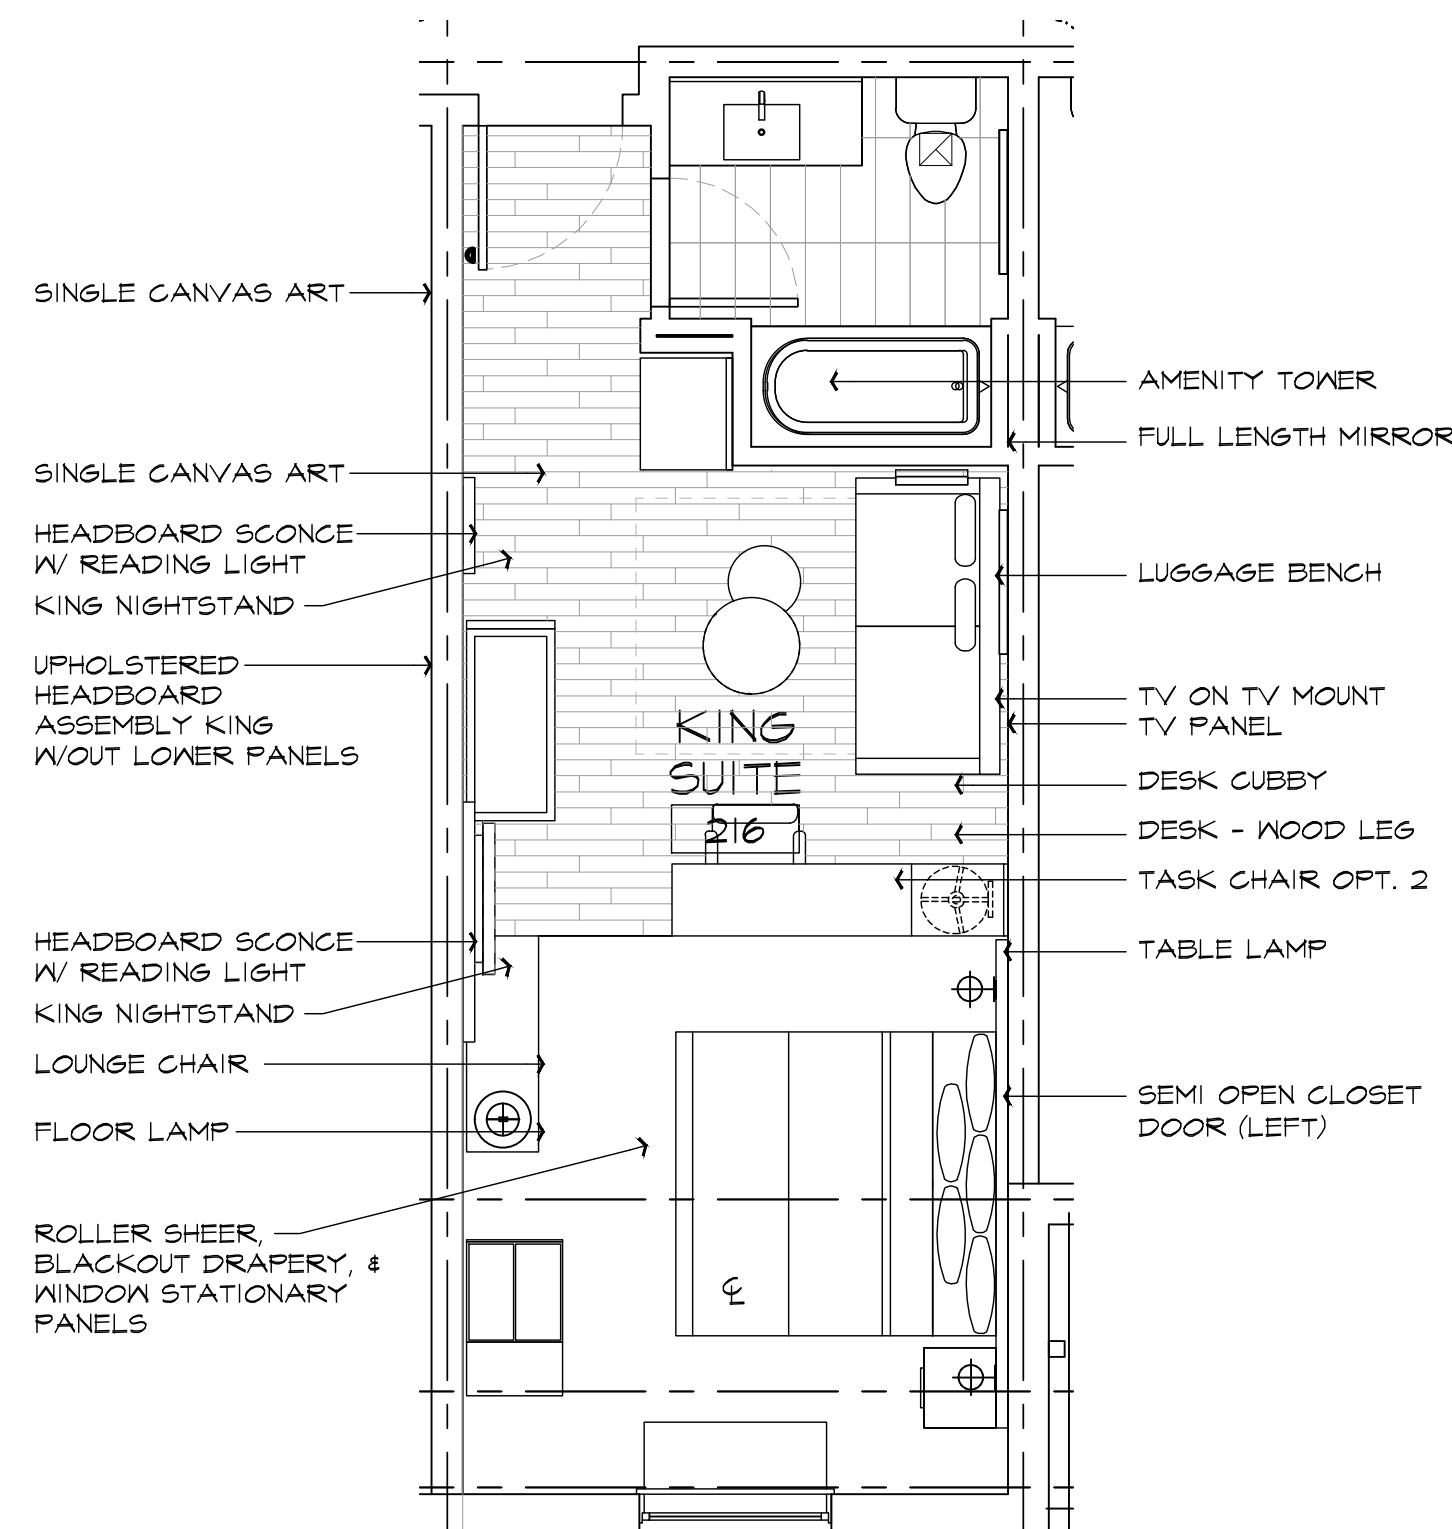 SINGLE CANVAS ART
SINGLE CANVAS ART
HEADBOARD SCONCE
W/ READING LIGHT
KING NIGHTSTAND
UPHOLSTERED
HEADBOARD
ASSEMBLY KING
W/OUT LOWER PANELS
HEADBOARD SCONCE
W/ READING LIGHT
KING NIGHTSTAND
LOUNGE CHAIR
FLOOR LAMP
ROLLER SHEER,
BLACKOUT DRAPERY, &
WINDOW STATIONARY
PANELS
KING
SUITE
216
℄
AMENITY TOWER
FULL LENGTH MIRROR
LUGGAGE BENCH
TV ON TV MOUNT
TV PANEL
DESK CUBBY
DESK - WOOD LEG
TASK CHAIR OPT. 2
TABLE LAMP
SEMI OPEN CLOSET
DOOR (LEFT)